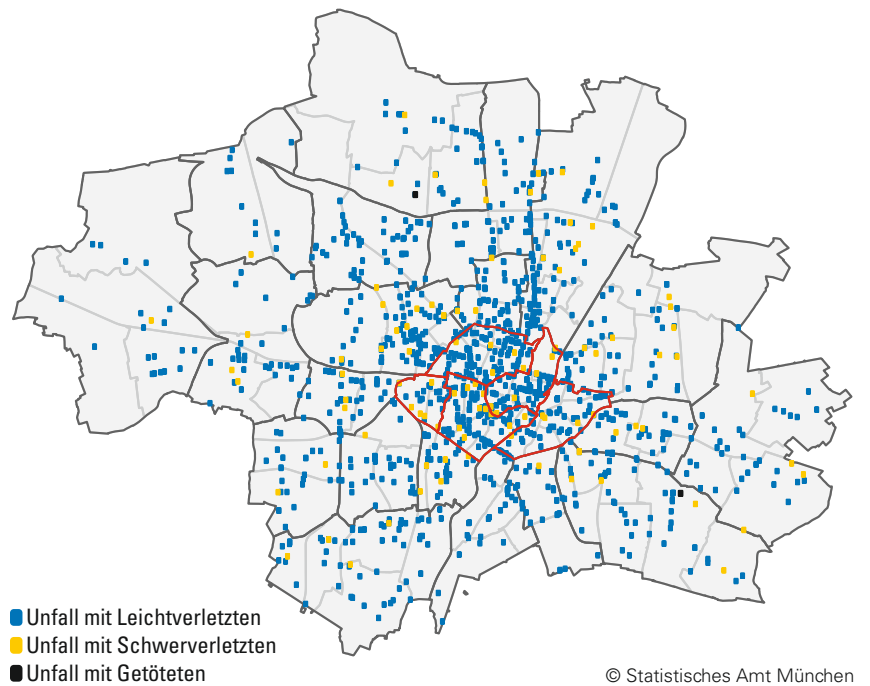 Unfall mit Leichtverletzten
Unfall mit Schwerverletzten
Unfall mit Getöteten
© Statistisches Amt München